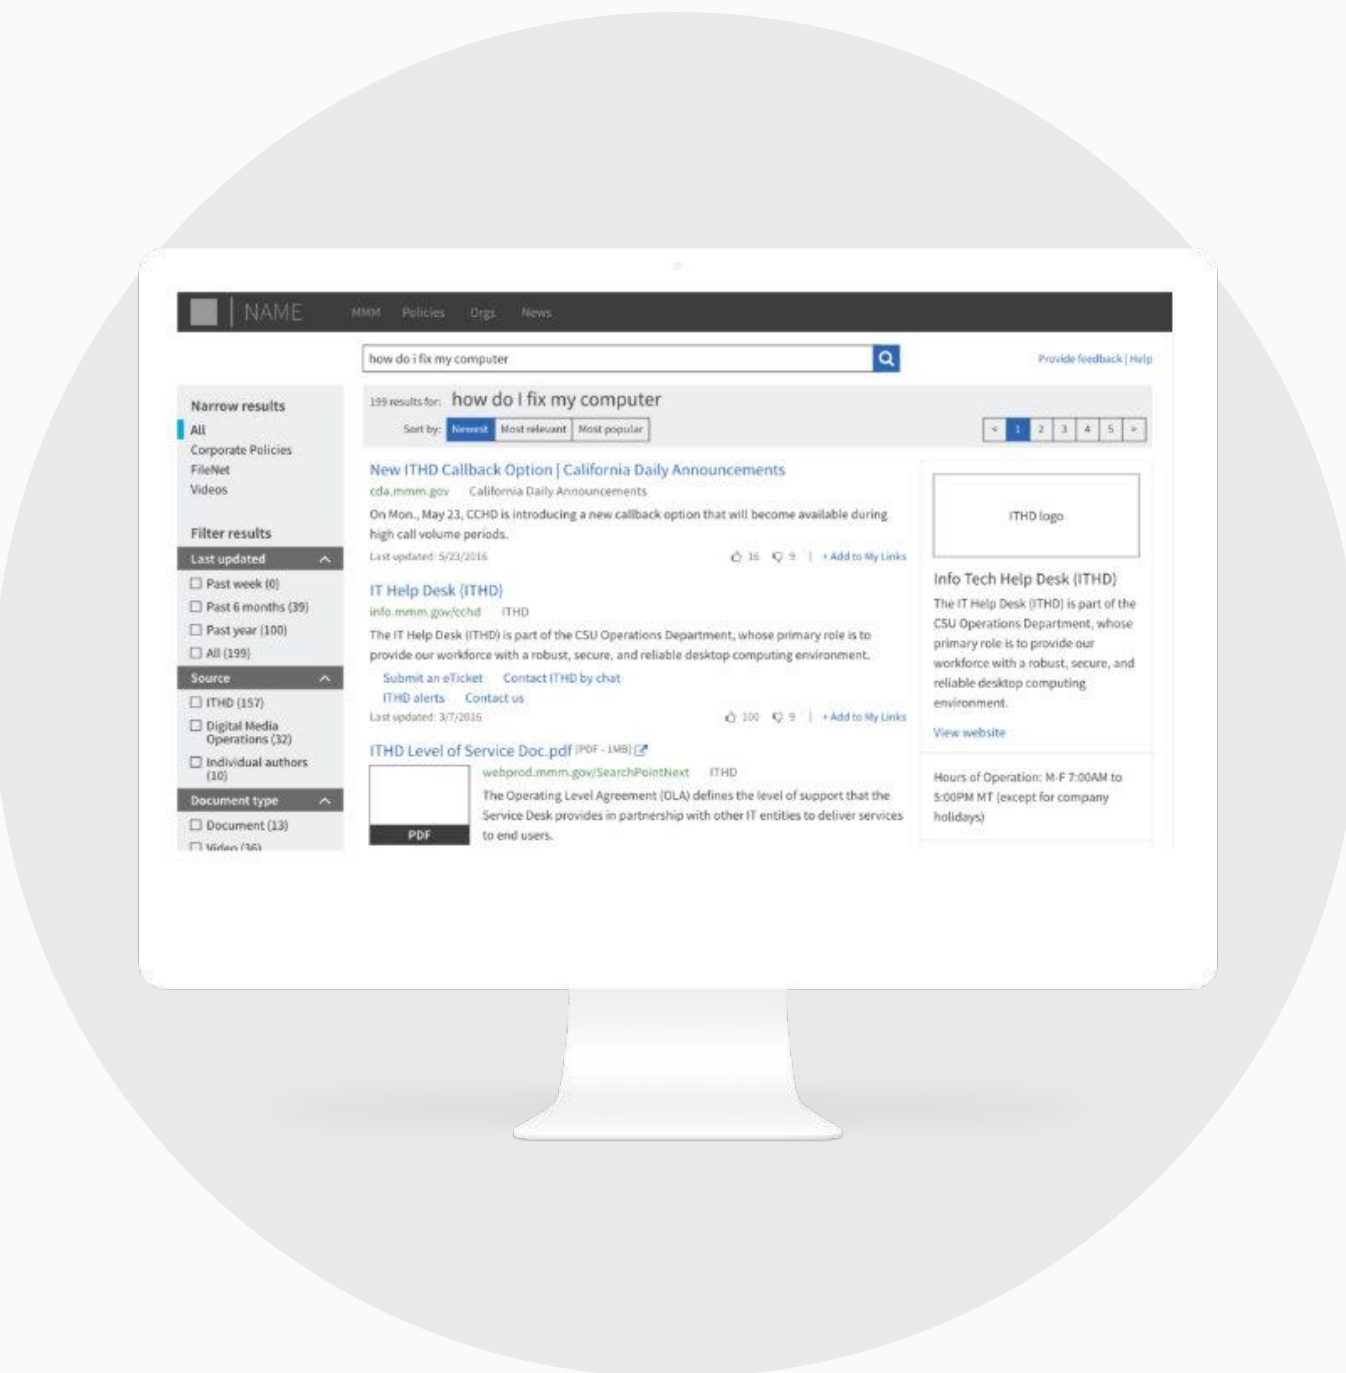 NAME MMM Policies Orgs News
how do i fix my computer
Provide feedback | Help
Narrow results
All
Corporate Policies
FileNet
Videos
Filter results
Last updated
Past week (0)
Past 6 months (39)
Past year (100)
All (199)
Source
ITHD (157)
Digital Media
Operations (32)
Individual authors
(10)
Document type
Document (13)
Video (36)
199 results for: how do I fix my computer
Sort by: Newest Most relevant Most popular
< 1 2 3 4 5 >
New ITHD Callback Option | California Daily Announcements
cda.mmm.gov California Daily Announcements
On Mon., May 23, CCHD is introducing a new callback option that will become available during
high call volume periods.
Last updated: 5/23/2016 16 9 | + Add to My Links
IT Help Desk (ITHD)
info.mmm.gov/cchd ITHD
The IT Help Desk (ITHD) is part of the CSU Operations Department, whose primary role is to
provide our workforce with a robust, secure, and reliable desktop computing environment.
Submit an eTicket Contact ITHD by chat
ITHD alerts Contact us
Last updated: 3/7/2016 100 9 | + Add to My Links
ITHD Level of Service Doc.pdf [PDF - 1MB]
webprod.mmm.gov/SearchPointNext ITHD
The Operating Level Agreement (OLA) defines the level of support that the
Service Desk provides in partnership with other IT entities to deliver services
to end users.
PDF
ITHD logo
Info Tech Help Desk (ITHD)
The IT Help Desk (ITHD) is part of the
CSU Operations Department, whose
primary role is to provide our
workforce with a robust, secure, and
reliable desktop computing
environment.
View website
Hours of Operation: M-F 7:00AM to
5:00PM MT (except for company
holidays)